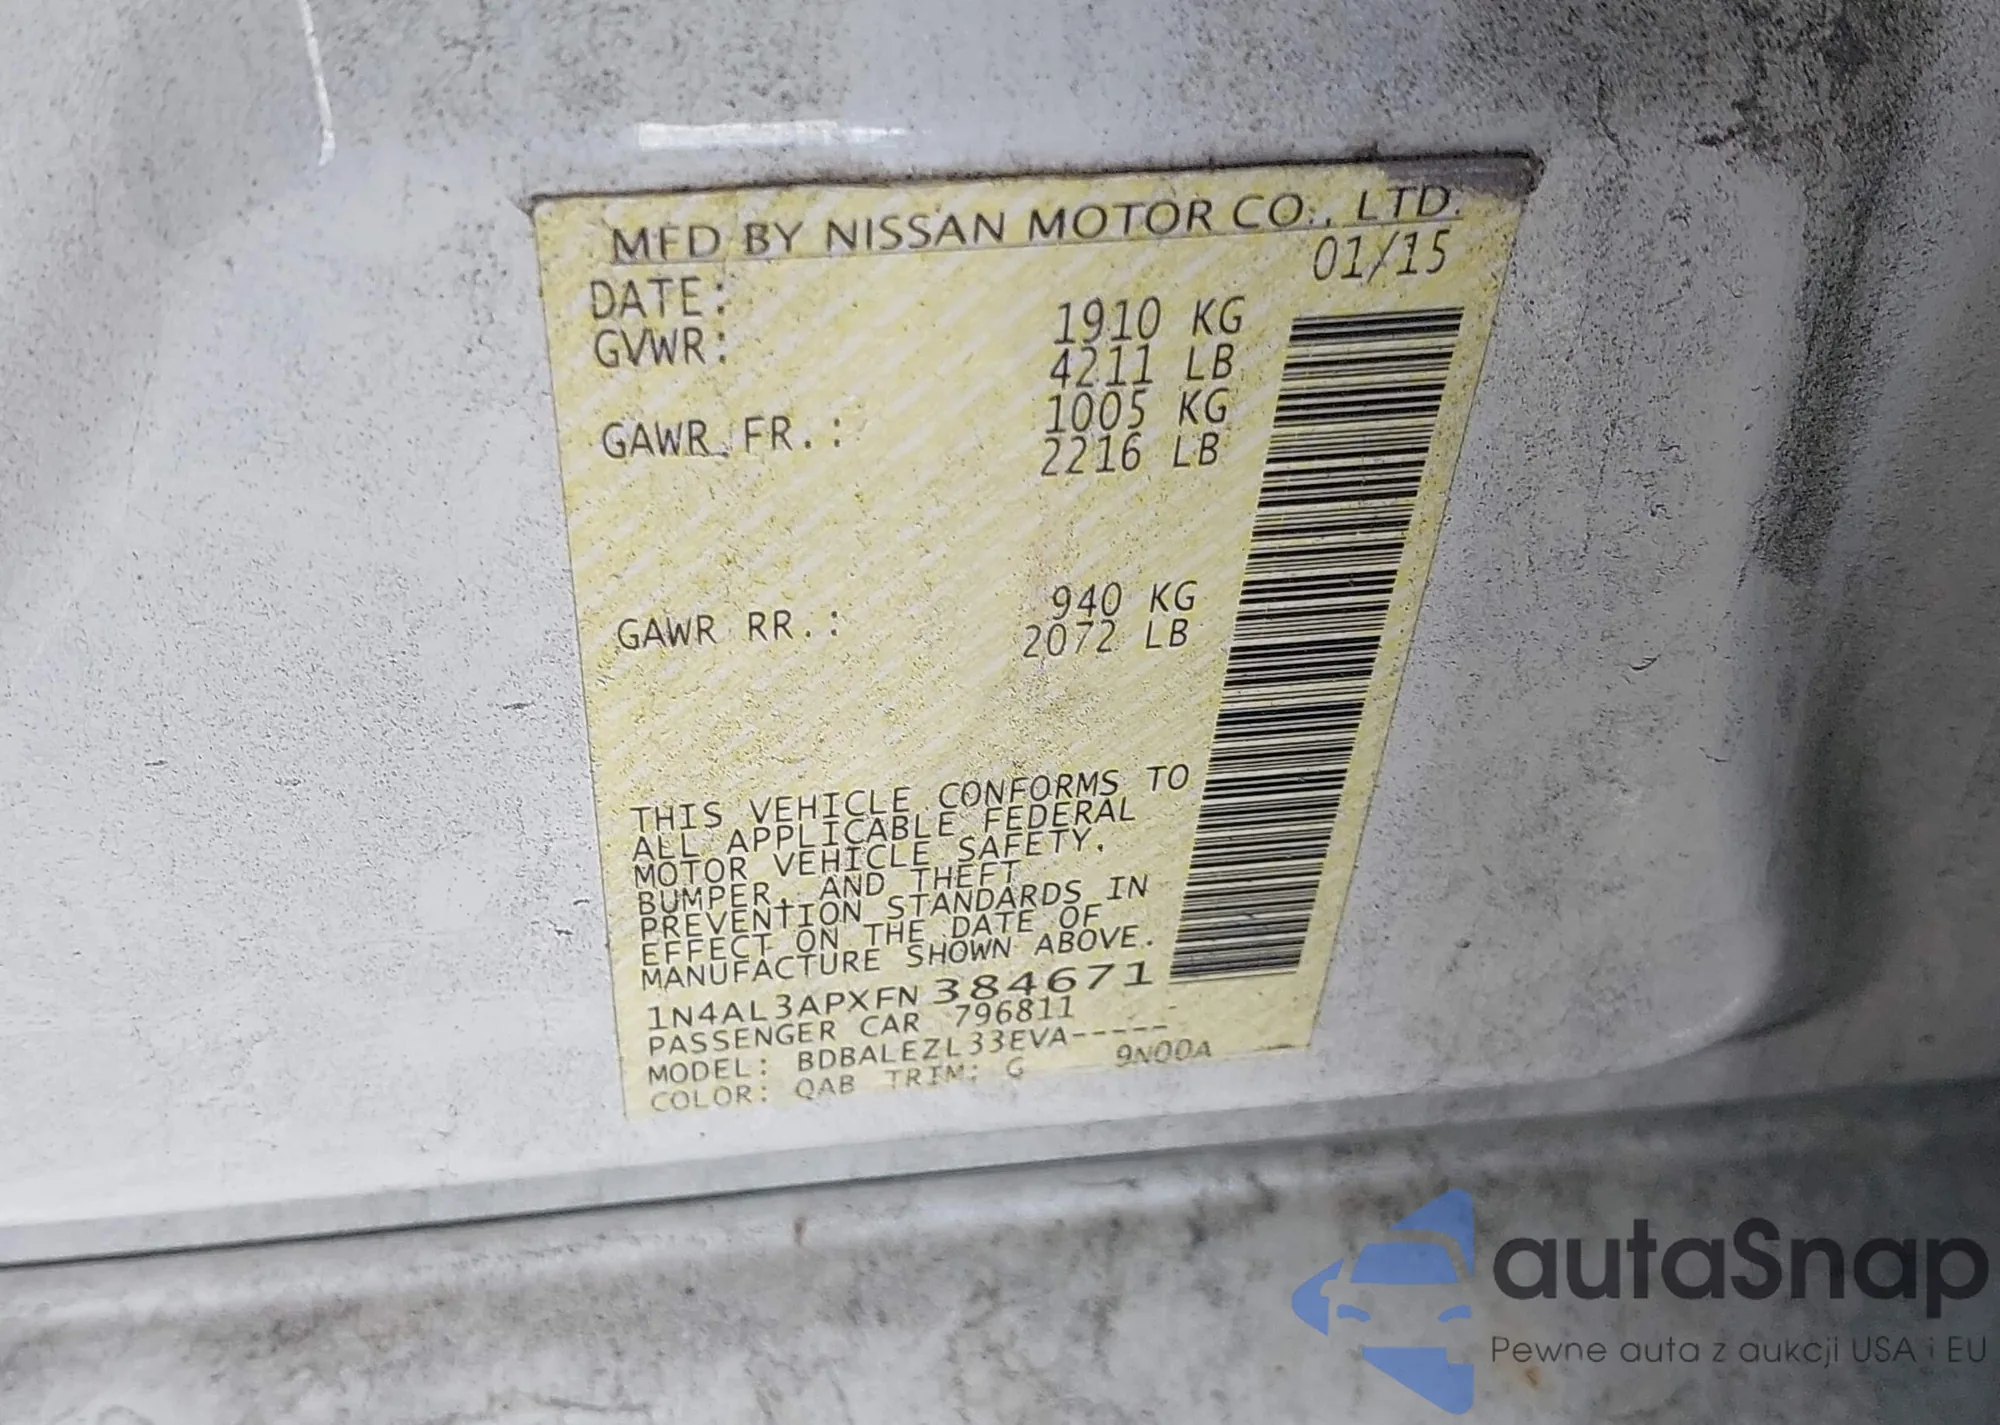 MFD BY NISSAN MOTOR CO., LTD.
DATE: 01/15
GVWR: 1910 KG
4211 LB
GAWR FR.: 1005 KG
2216 LB
GAWR RR.: 940 KG
2072 LB
THIS VEHICLE CONFORMS TO
ALL APPLICABLE FEDERAL
MOTOR VEHICLE SAFETY,
BUMPER, AND THEFT
PREVENTION STANDARDS IN
EFFECT ON THE DATE OF
MANUFACTURE SHOWN ABOVE.
1N4AL3APXFN384671
PASSENGER CAR 796811
MODEL: BDBALEZL33EVA-----
COLOR: QAB TRIM: G 9N00A
autaSnap
Pewne auta z aukcji USA i EU